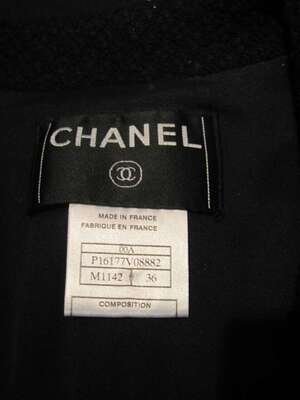 CHANEL
MADE IN FRANCE
FABRIQUE EN FRANCE
00A
P16177V08882
M1142 36
COMPOSITION